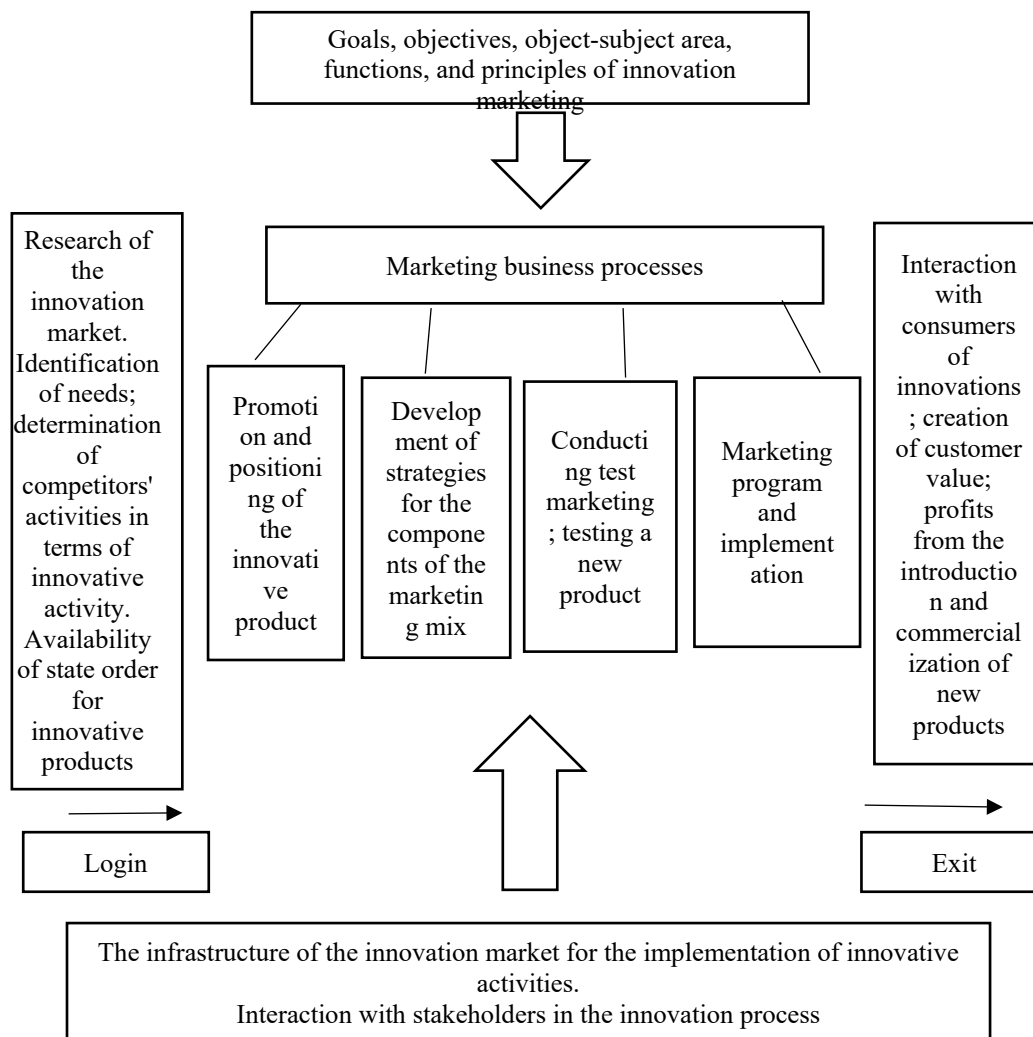 Goals, objectives, object-subject area,
functions, and principles of innovation
marketing
Research of
the
innovation
market.
Identification
of needs;
determination
of
competitors'
activities in
terms of
innovative
activity.
Availability
of state order
for
innovative
products
Marketing business processes
Promoti
on and
positioni
ng of
the
innovati
ve
product
Develop
ment of
strategies
for the
compone
nts of the
marketin
g mix
Conducti
ng test
marketing
; testing a
new
product
Marketing
program
and
implement
ation
Interaction
with
consumers
of
innovations
; creation
of customer
value;
profits
from the
introductio
n and
commercial
ization of
new
products
Login
Exit
The infrastructure of the innovation market for the implementation of innovative
activities.
Interaction with stakeholders in the innovation process